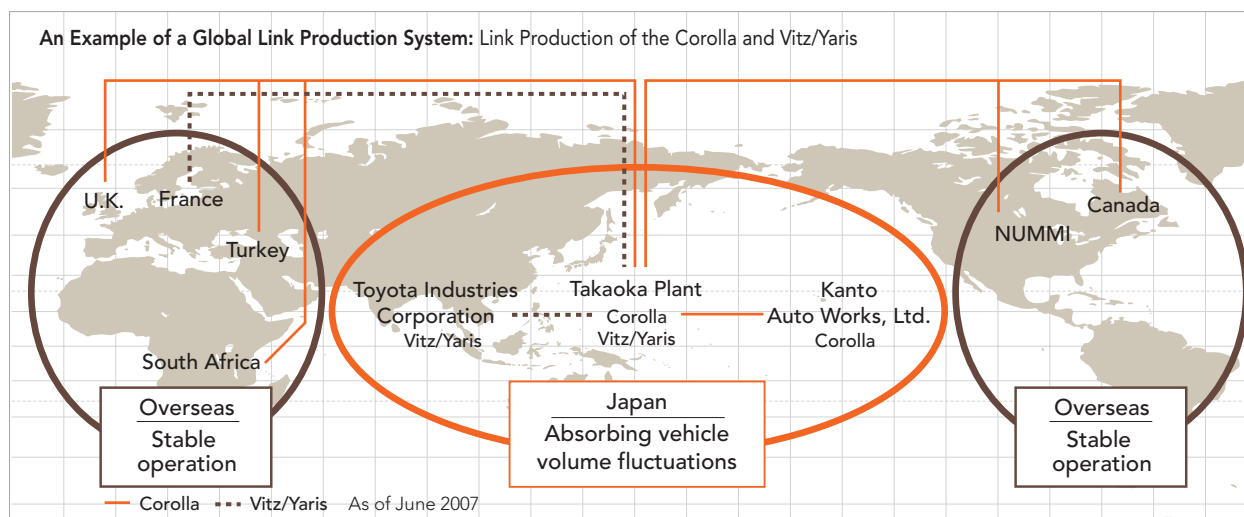 An Example of a Global Link Production System: Link Production of the Corolla and Vitz/Yaris
U.K.
France
Turkey
South Africa
Toyota Industries
Corporation
Vitz/Yaris
Takaoka Plant
Corolla
Vitz/Yaris
Kanto
Auto Works, Ltd.
Corolla
NUMMI
Canada
Overseas
Stable
operation
Japan
Absorbing vehicle
volume fluctuations
Overseas
Stable
operation
Corolla Vitz/Yaris As of June 2007